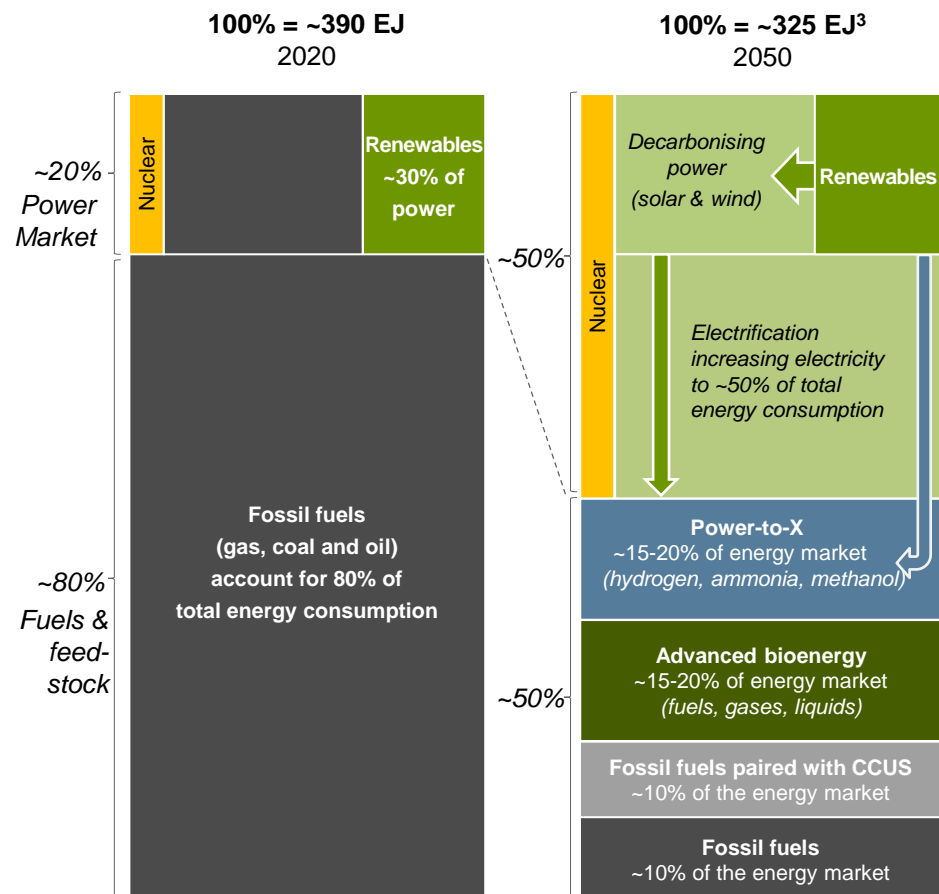 100% = ~390 EJ
2020
100% = ~325 EJ³
2050
~20%
Power
Market
Nuclear
Renewables
~30% of
power
~80%
Fuels &
feed-
stock
Fossil fuels
(gas, coal and oil)
account for 80% of
total energy consumption
~50%
Nuclear
Decarbonising
power
(solar & wind)
Renewables
Electrification
increasing electricity
to ~50% of total
energy consumption
~50%
Power-to-X
~15-20% of energy market
(hydrogen, ammonia, methanol)
Advanced bioenergy
~15-20% of energy market
(fuels, gases, liquids)
Fossil fuels paired with CCUS
~10% of the energy market
Fossil fuels
~10% of the energy market